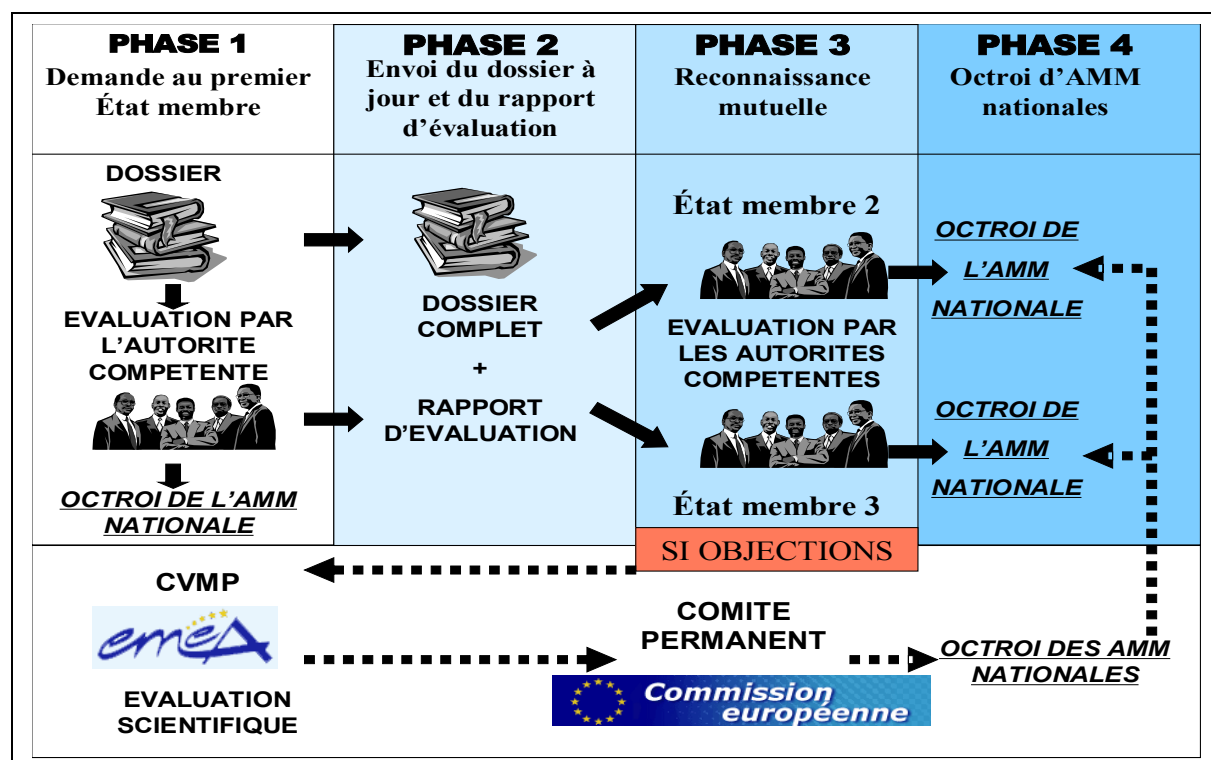 PHASE 1
Demande au premier
État membre
PHASE 2
Envoi du dossier à
jour et du rapport
d'évaluation
PHASE 3
Reconnaissance
mutuelle
PHASE 4
Octroi d'AMM
nationales
DOSSIER
EVALUATION PAR
L'AUTORITE
COMPETENTE
OCTROI DE L'AMM
NATIONALE
DOSSIER
COMPLET
+
RAPPORT
D'EVALUATION
État membre 2
EVALUATION PAR
LES AUTORITES
COMPETENTES
État membre 3
SI OBJECTIONS
OCTROI DE
L'AMM
NATIONALE
OCTROI DE
L'AMM
NATIONALE
CVMP
emeA
EVALUATION
SCIENTIFIQUE
COMITE
PERMANENT
Commission
européenne
OCTROI DES AMM
NATIONALES